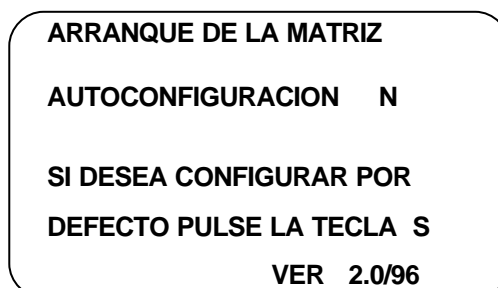 ARRANQUE DE LA MATRIZ
AUTOCONFIGURACION N
SI DESEA CONFIGURAR POR
DEFECTO PULSE LA TECLA S
VER 2.0/96